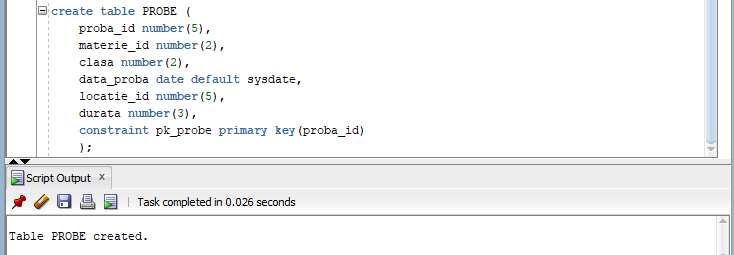 create table PROBE (
proba_id number(5),
materie_id number(2),
clasa number(2),
data_proba date default sysdate,
locatie_id number(5),
durata number(3),
constraint pk_probe primary key(proba_id)
);
Script Output x
Task completed in 0.026 seconds
Table PROBE created.